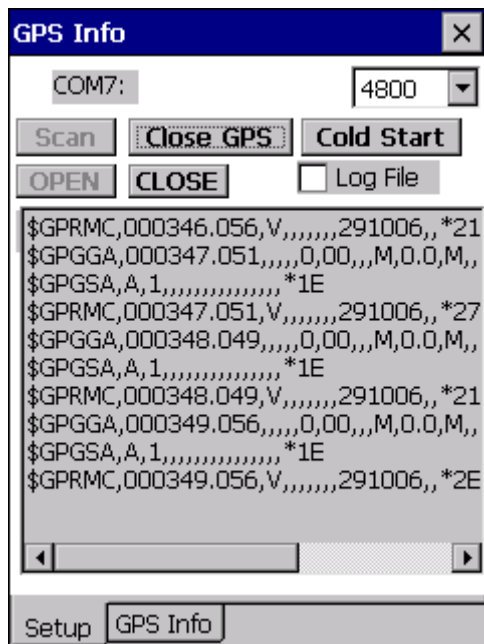 GPS Info
COM7:
4800
Scan
Close GPS
Cold Start
OPEN
CLOSE
Log File
$GPRMC,000346.056,V,,,,,,,291006,,*21
$GPGGA,000347.051,,,,,0,00,,,M,0.0,M,,
$GPGSA,A,1,,,,,,,,,,,,,,,*1E
$GPRMC,000347.051,V,,,,,,,291006,,*27
$GPGGA,000348.049,,,,,0,00,,,M,0.0,M,,
$GPGSA,A,1,,,,,,,,,,,,,,,*1E
$GPRMC,000348.049,V,,,,,,,291006,,*21
$GPGGA,000349.056,,,,,0,00,,,M,0.0,M,,
$GPGSA,A,1,,,,,,,,,,,,,,,*1E
$GPRMC,000349.056,V,,,,,,,291006,,*2E
Setup
GPS Info